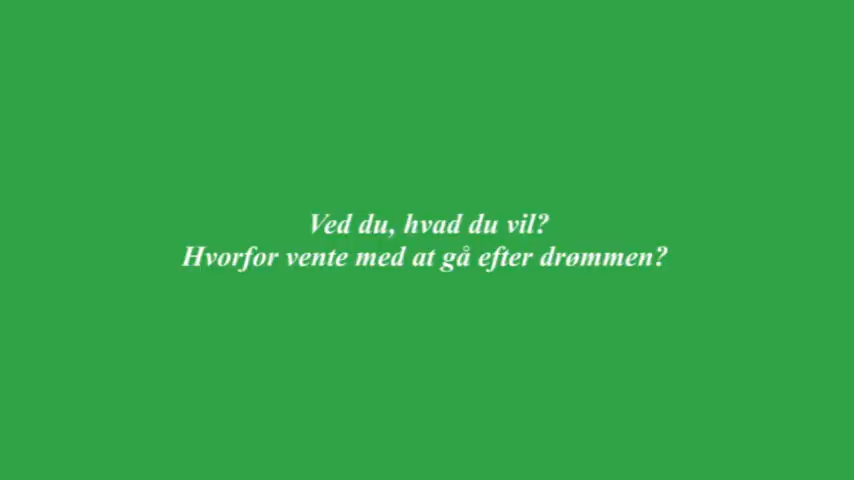 Ved du, hvad du vil?
Hvorfor vente med at gå efter drømmen?